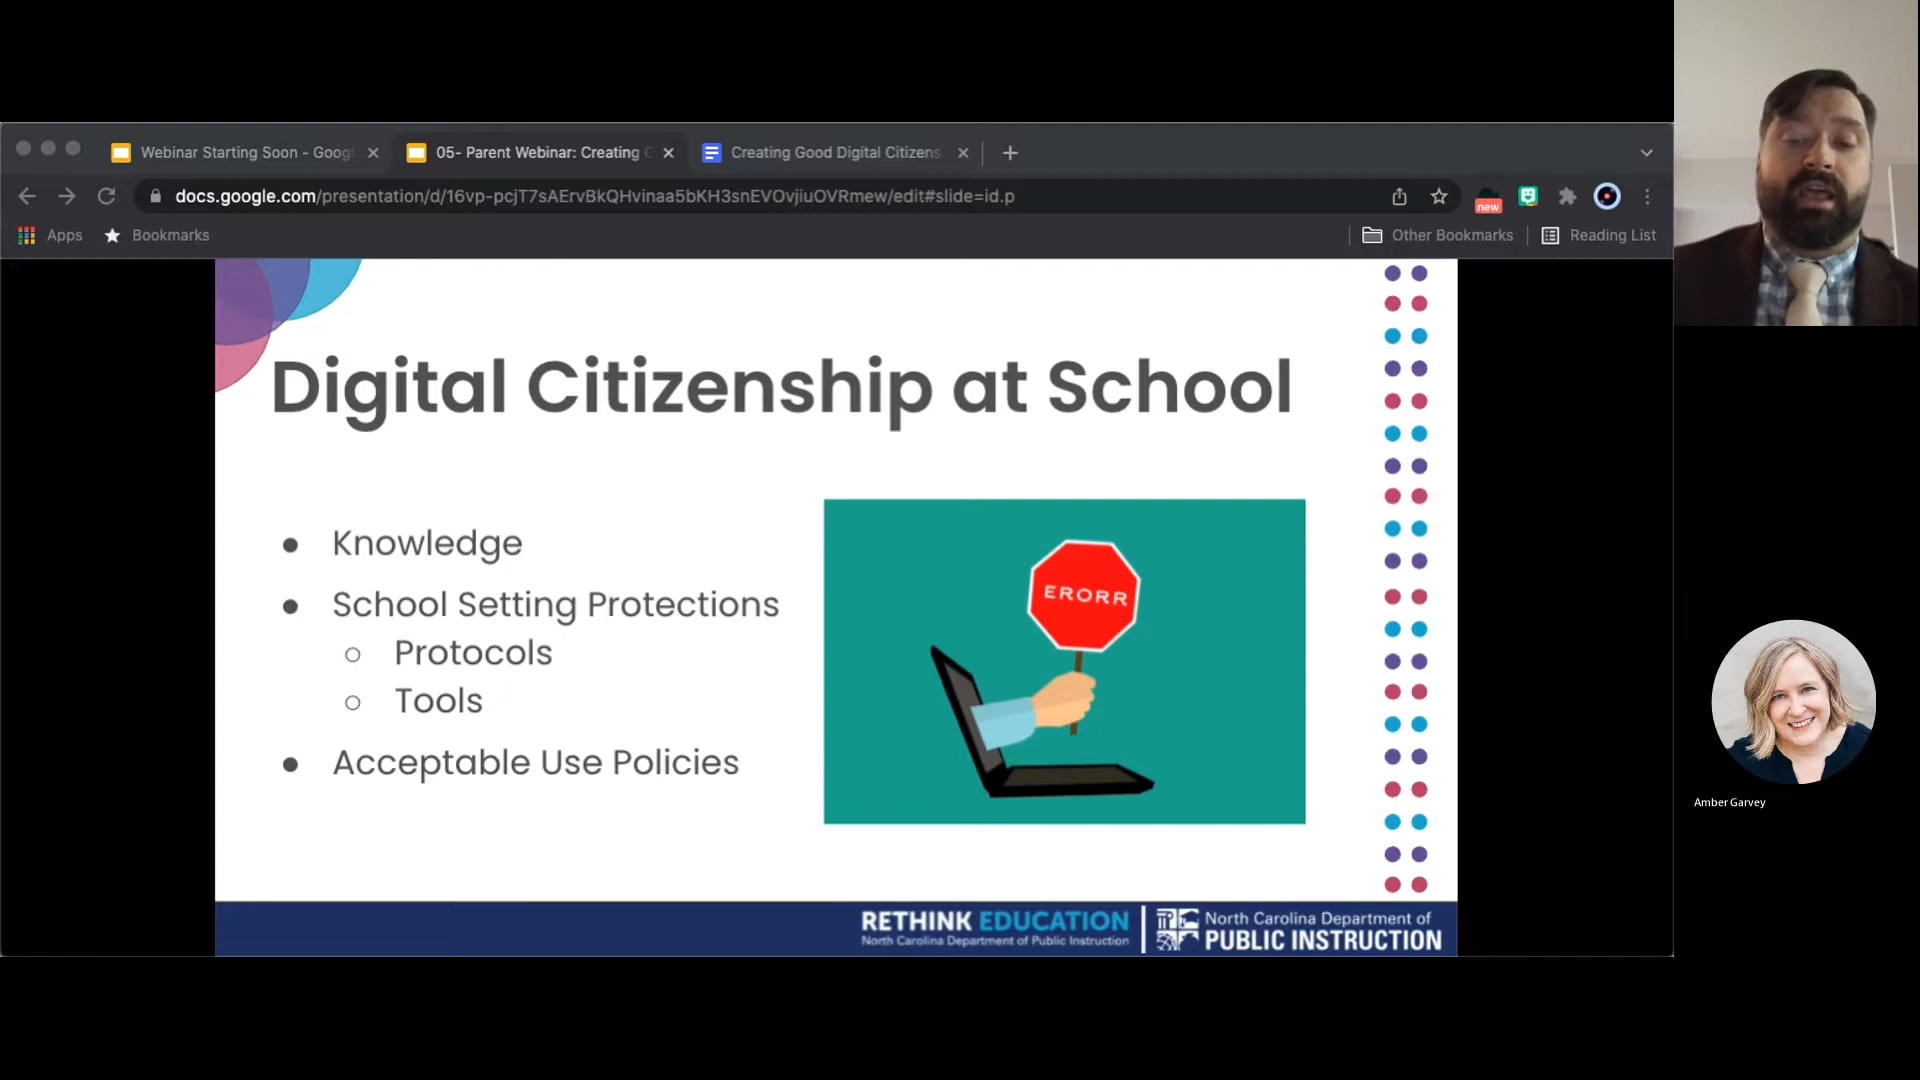 Webinar Starting Soon - Goog
05- Parent Webinar: Creating G
Creating Good Digital Citizens
docs.google.com/presentation/d/16vp-pcjT7sAErvBkQHvinaa5bKH3snEVOvjiuOVRmew/edit#slide=id.p
new
Apps
Bookmarks
Other Bookmarks
Reading List
Digital Citizenship at School
● Knowledge
● School Setting Protections
○ Protocols
○ Tools
● Acceptable Use Policies
ERORR
RETHINK EDUCATION
North Carolina Department of Public Instruction
North Carolina Department of
PUBLIC INSTRUCTION
Amber Garvey